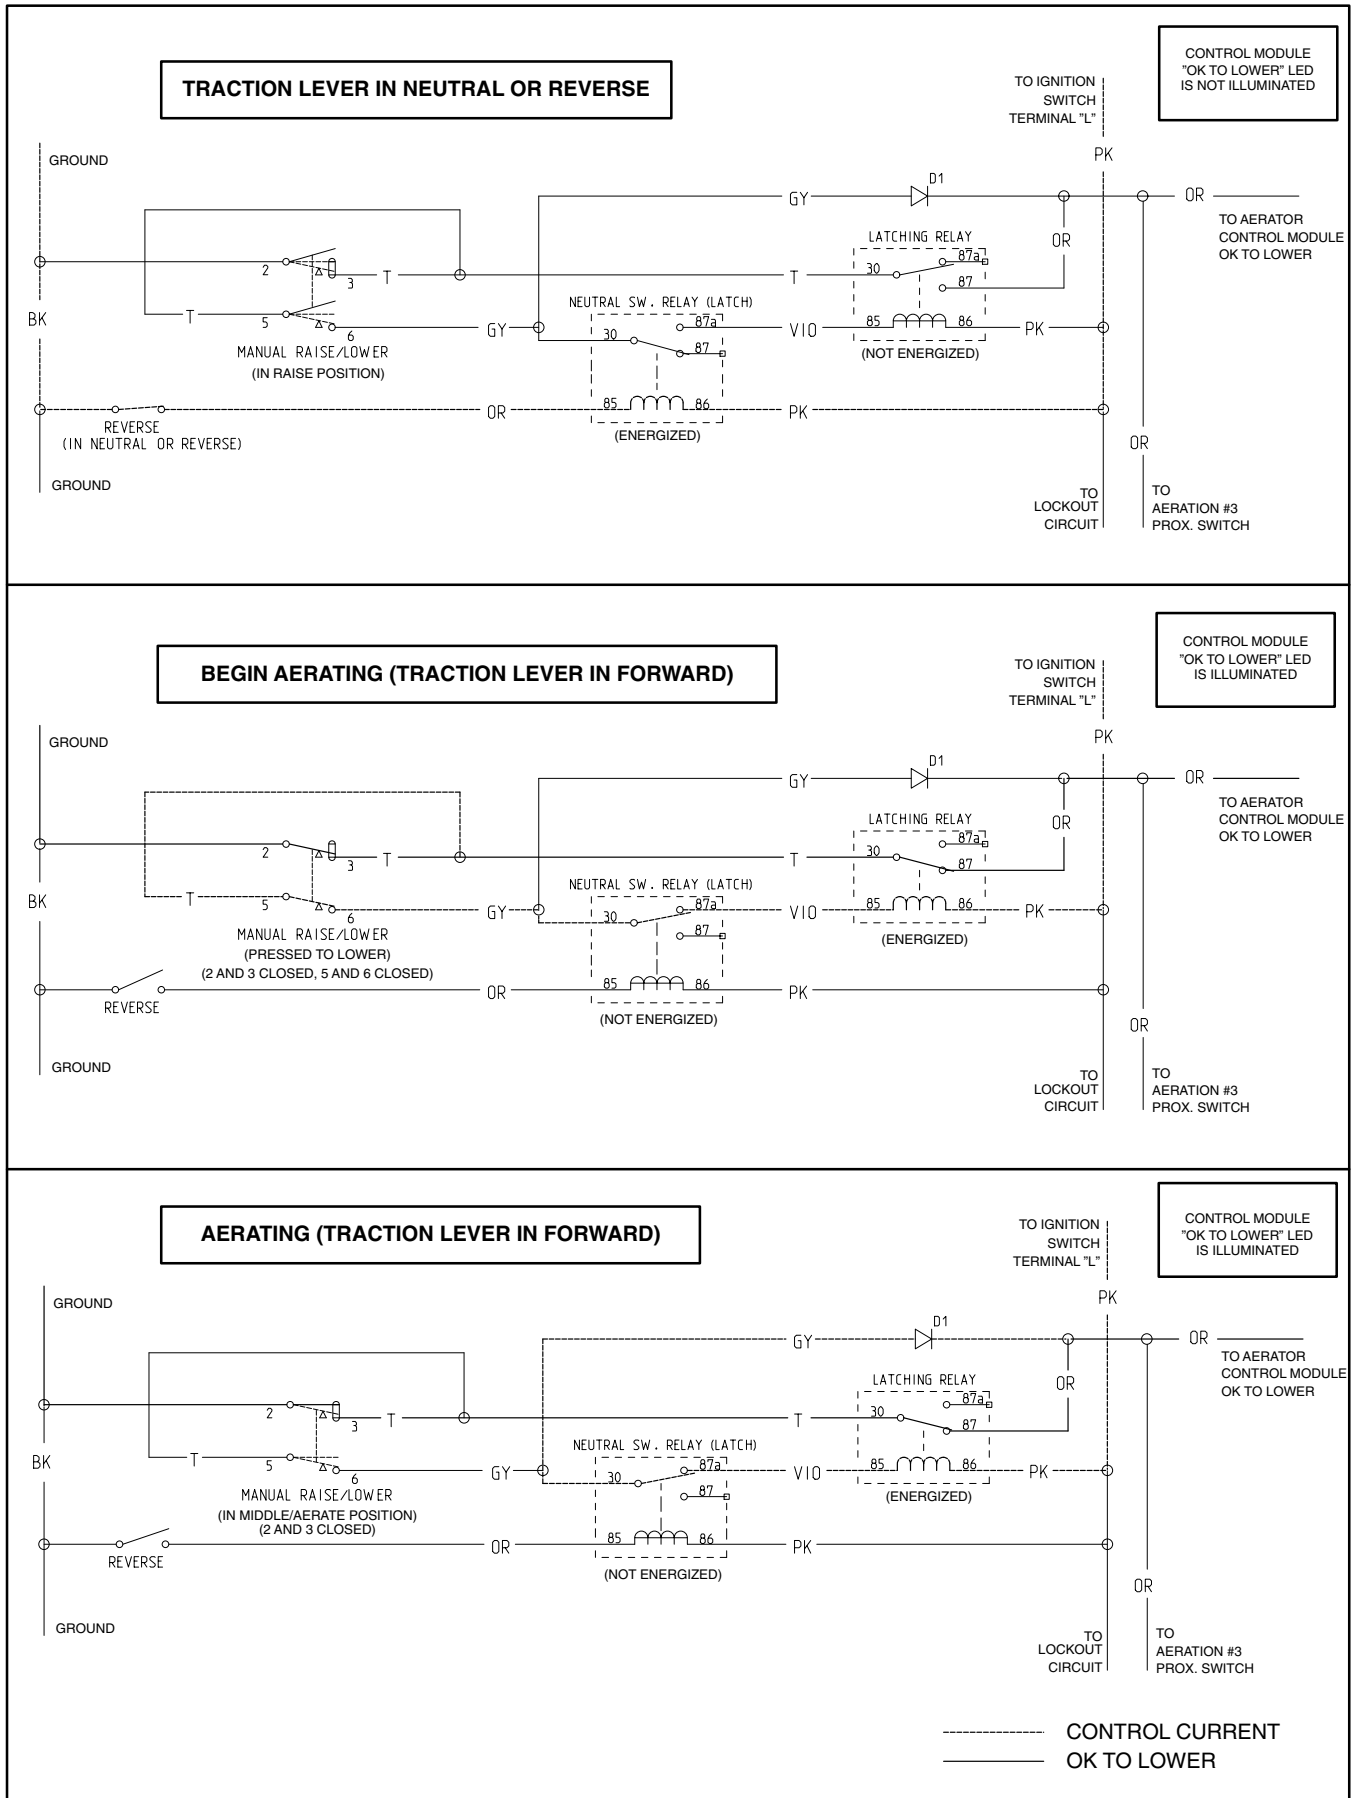 TRACTION LEVER IN NEUTRAL OR REVERSE
CONTROL MODULE
"OK TO LOWER" LED
IS NOT ILLUMINATED
TO IGNITION
SWITCH
TERMINAL "L"
PK
GROUND
D1
GY
OR
TO AERATOR
CONTROL MODULE
OK TO LOWER
OR
LATCHING RELAY
87a
2
3
T
T
30
87
BK
T
5
6
GY
NEUTRAL SW. RELAY (LATCH)
87a
30
87
VIO
85
86
PK
(NOT ENERGIZED)
MANUAL RAISE/LOWER
(IN RAISE POSITION)
OR
85
86
PK
REVERSE
(IN NEUTRAL OR REVERSE)
(ENERGIZED)
OR
GROUND
TO
LOCKOUT
CIRCUIT
TO
AERATION #3
PROX. SWITCH
BEGIN AERATING (TRACTION LEVER IN FORWARD)
CONTROL MODULE
"OK TO LOWER" LED
IS ILLUMINATED
TO IGNITION
SWITCH
TERMINAL "L"
PK
GROUND
D1
GY
OR
TO AERATOR
CONTROL MODULE
OK TO LOWER
OR
LATCHING RELAY
87a
2
3
T
T
30
87
BK
T
5
6
GY
NEUTRAL SW. RELAY (LATCH)
87a
30
87
VIO
85
86
PK
(ENERGIZED)
MANUAL RAISE/LOWER
(PRESSED TO LOWER)
(2 AND 3 CLOSED, 5 AND 6 CLOSED)
OR
85
86
PK
REVERSE
(NOT ENERGIZED)
OR
GROUND
TO
LOCKOUT
CIRCUIT
TO
AERATION #3
PROX. SWITCH
AERATING (TRACTION LEVER IN FORWARD)
CONTROL MODULE
"OK TO LOWER" LED
IS ILLUMINATED
TO IGNITION
SWITCH
TERMINAL "L"
PK
GROUND
D1
GY
OR
TO AERATOR
CONTROL MODULE
OK TO LOWER
OR
LATCHING RELAY
87a
2
3
T
T
30
87
BK
T
5
6
GY
NEUTRAL SW. RELAY (LATCH)
87a
30
87
VIO
85
86
PK
(ENERGIZED)
MANUAL RAISE/LOWER
(IN MIDDLE/AERATE POSITION)
(2 AND 3 CLOSED)
OR
85
86
PK
REVERSE
(NOT ENERGIZED)
OR
GROUND
TO
LOCKOUT
CIRCUIT
TO
AERATION #3
PROX. SWITCH
CONTROL CURRENT
OK TO LOWER